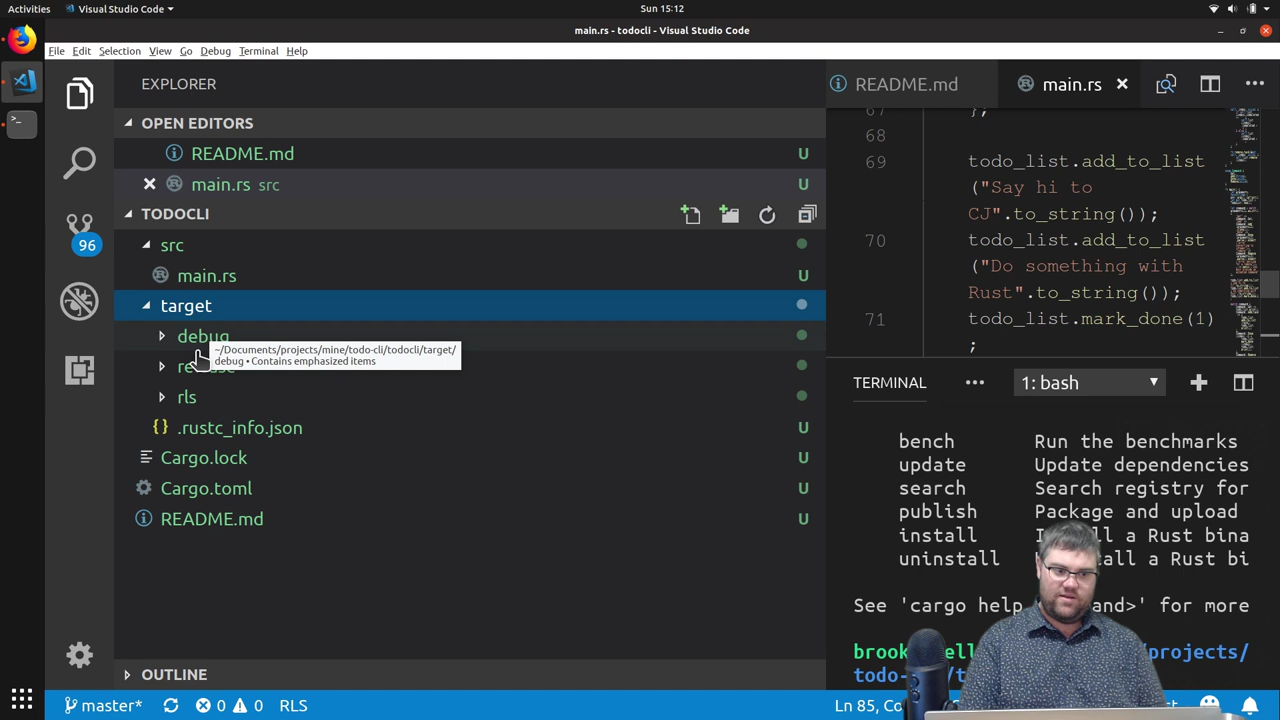 Activities
Visual Studio Code
Sun 15:12
main.rs - todocli - Visual Studio Code
File Edit Selection View Go Debug Terminal Help
EXPLORER
OPEN EDITORS
README.md U
main.rs src U
TODOCLI
src
main.rs U
target
debug
~/Documents/projects/mine/todo-cli/todocli/target/
debug • Contains emphasized items
rls
.rustc_info.json U
Cargo.lock U
Cargo.toml U
README.md U
OUTLINE
96
README.md
main.rs
67 };
68
69 todo_list.add_to_list
("Say hi to
CJ".to_string());
70 todo_list.add_to_list
("Do something with
Rust".to_string());
71 todo_list.mark_done(1)
;
TERMINAL
1: bash
bench Run the benchmarks
update Update dependencies
search Search registry for
publish Package and upload
install a Rust bina
uninstall a Rust bi
See 'cargo help and>' for more
projects/
master* 0 0 RLS
Ln 85,